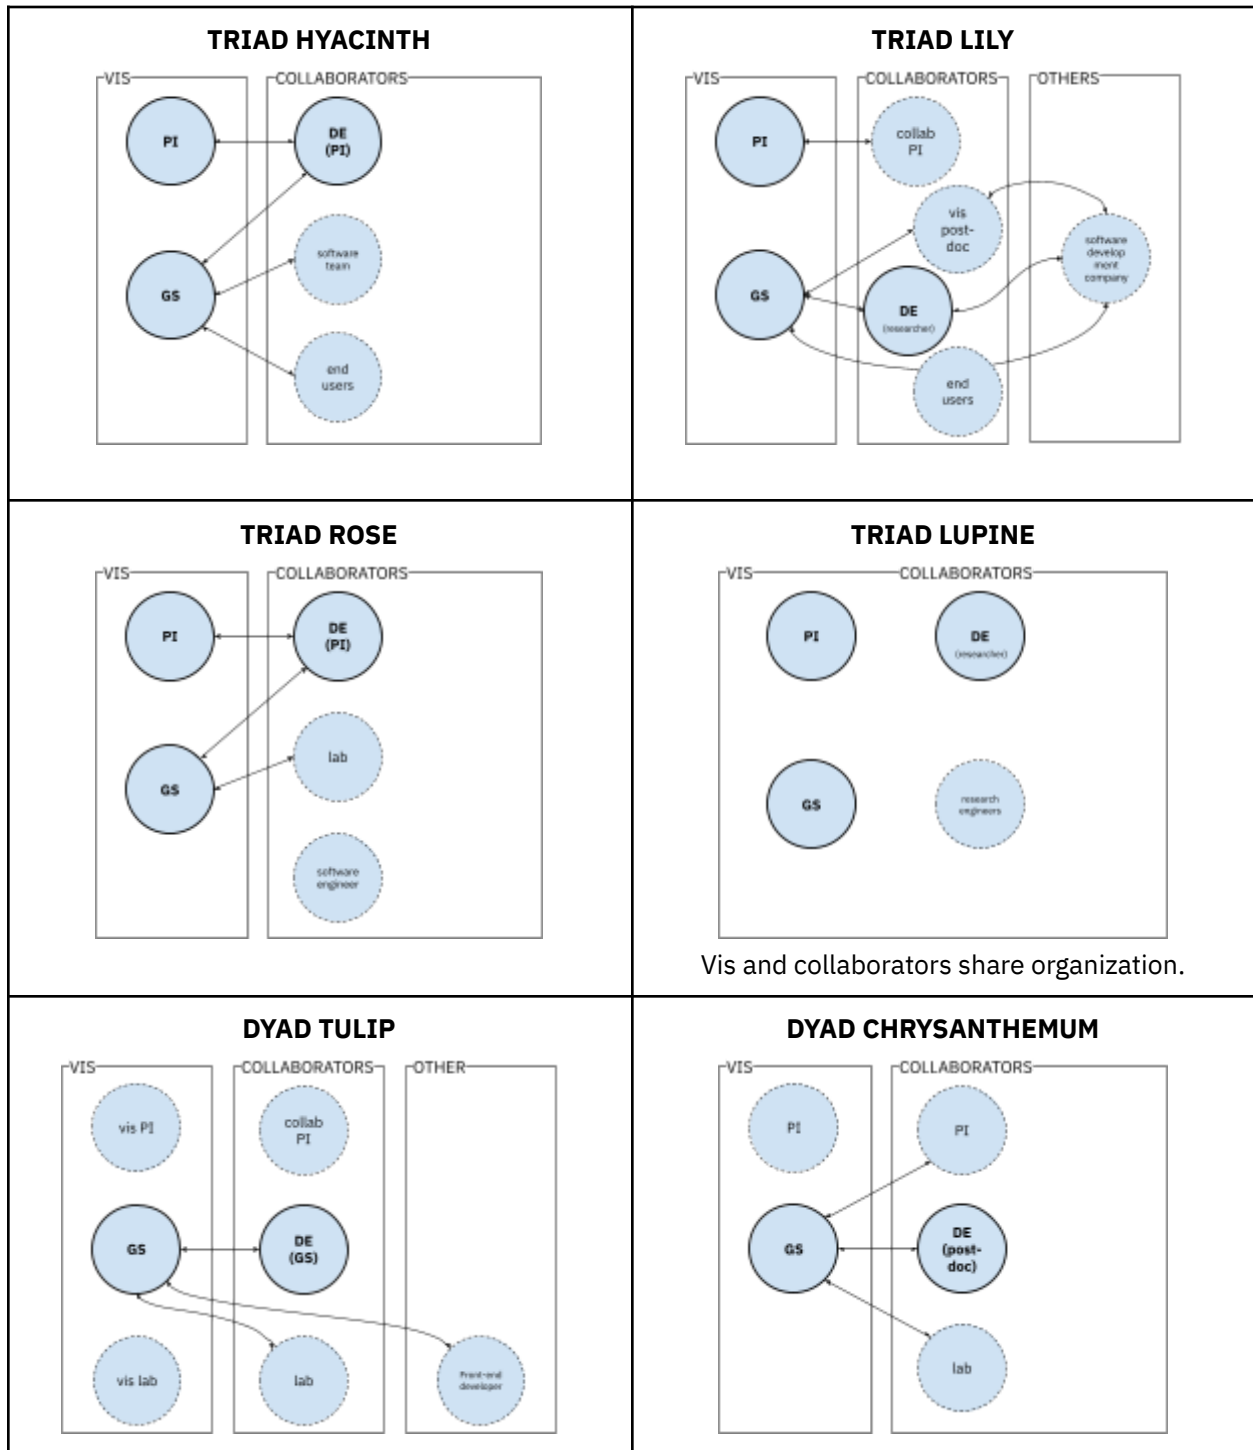 TRIAD HYACINTH
VIS
COLLABORATORS
PI
DE
(PI)
software
team
GS
end
users
TRIAD LILY
VIS
COLLABORATORS
OTHERS
PI
collab
PI
vis
post-
doc
software
develop
ment
company
GS
DE
(researcher)
end
users
TRIAD ROSE
VIS
COLLABORATORS
PI
DE
(PI)
lab
GS
software
engineer
TRIAD LUPINE
VIS
COLLABORATORS
PI
DE
(researcher)
GS
research
engineers
Vis and collaborators share organization.
DYAD TULIP
VIS
COLLABORATORS
OTHER
vis PI
collab
PI
GS
DE
(GS)
vis lab
lab
Front-end
developer
DYAD CHRYSANTHEMUM
VIS
COLLABORATORS
PI
PI
GS
DE
(post-
doc)
lab